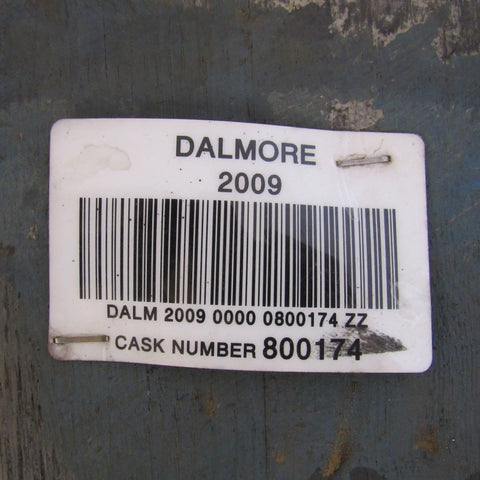 DALMORE
2009
DALM 2009 0000 0800174 ZZ
CASK NUMBER 800174